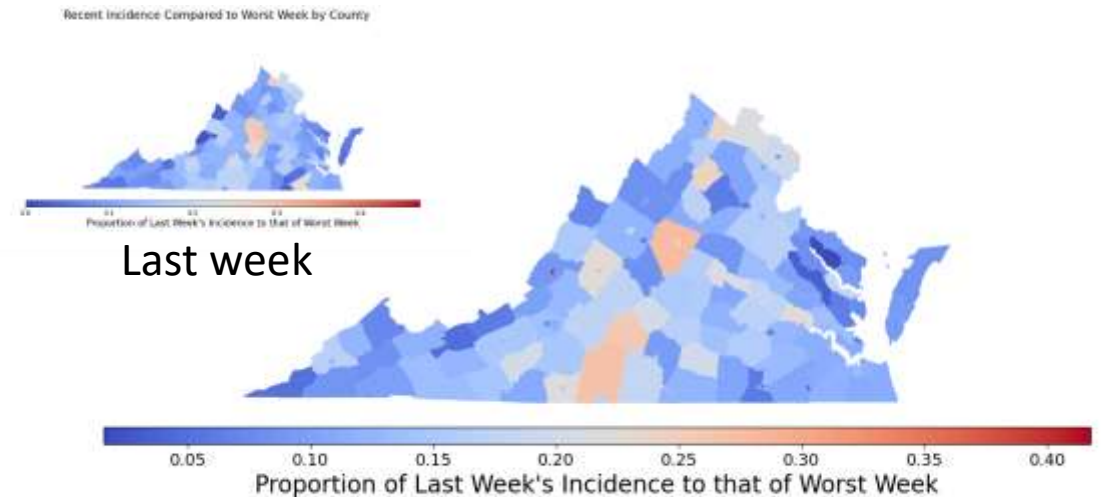 Recent Incidence Compared to Worst Week by County
Proportion of Last Week's Incidence to that of Worst Week
Last week
0.05 0.10 0.15 0.20 0.25 0.30 0.35 0.40
Proportion of Last Week's Incidence to that of Worst Week